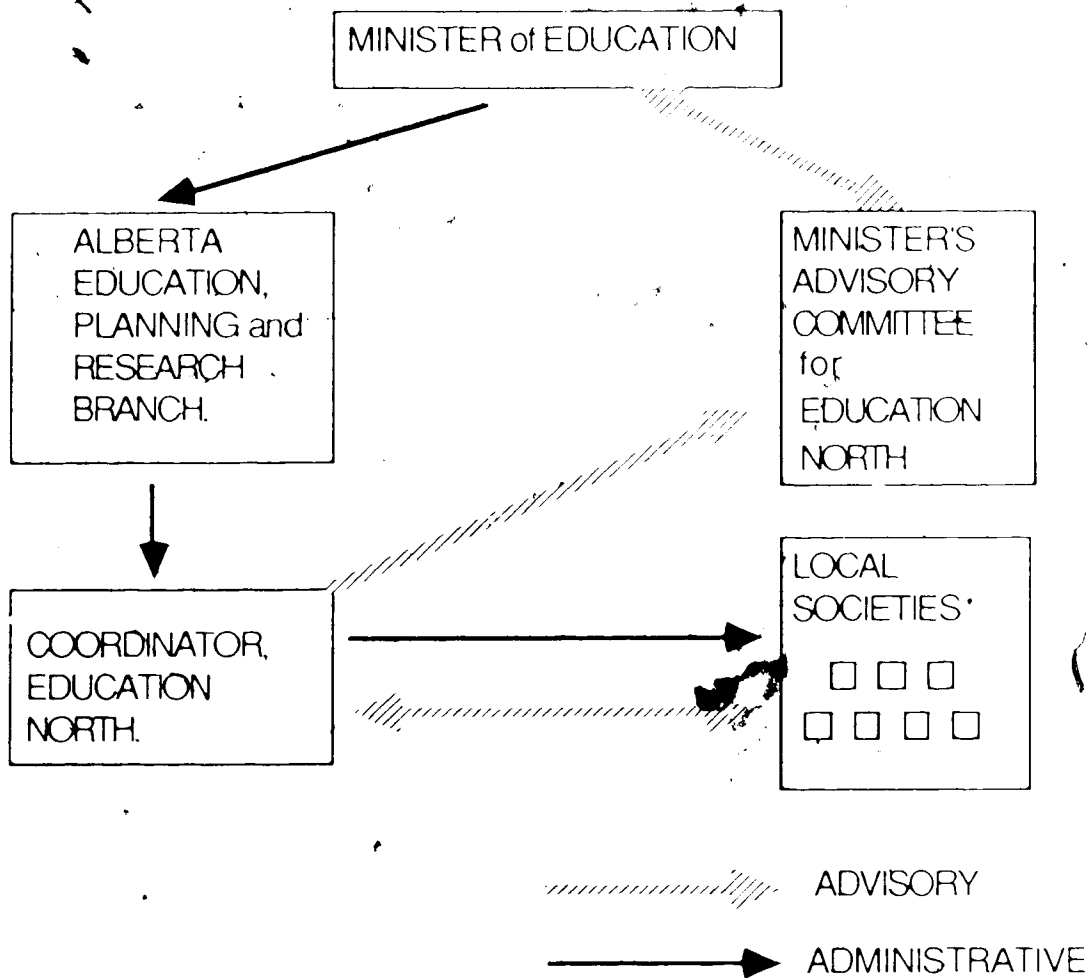 MINISTER of EDUCATION
ALBERTA
EDUCATION,
PLANNING and
RESEARCH
BRANCH.
MINISTER'S
ADVISORY
COMMITTEE
for
EDUCATION
NORTH
COORDINATOR,
EDUCATION
NORTH.
LOCAL
SOCIETIES
ADVISORY
ADMINISTRATIVE